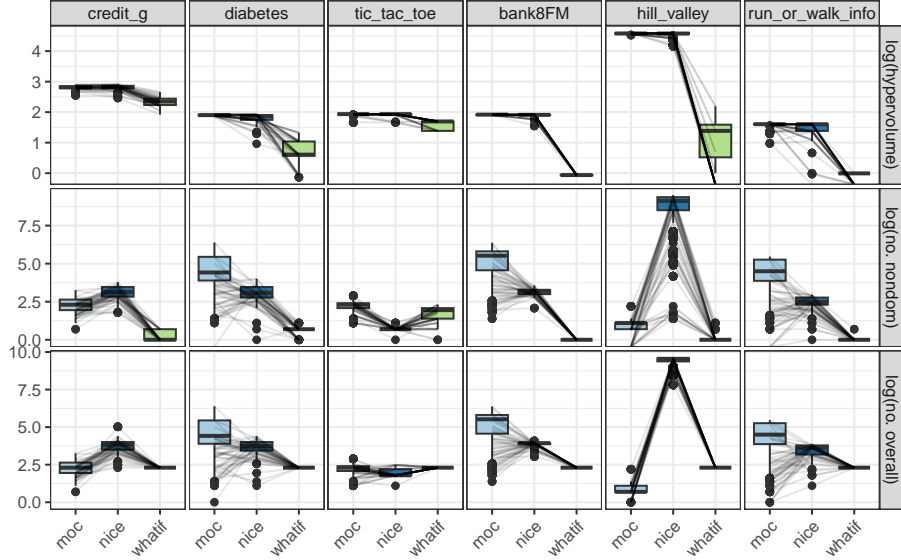 credit_g diabetes tic_tac_toe bank8FM hill_valley run_or_walk_info
4
3
2
1
0
log(hypervolume)
7.5
5.0
2.5
0.0
log(no. nondom)
10.0
7.5
5.0
2.5
0.0
log(no. overall)
moc nice whatif moc nice whatif moc nice whatif moc nice whatif moc nice whatif moc nice whatif